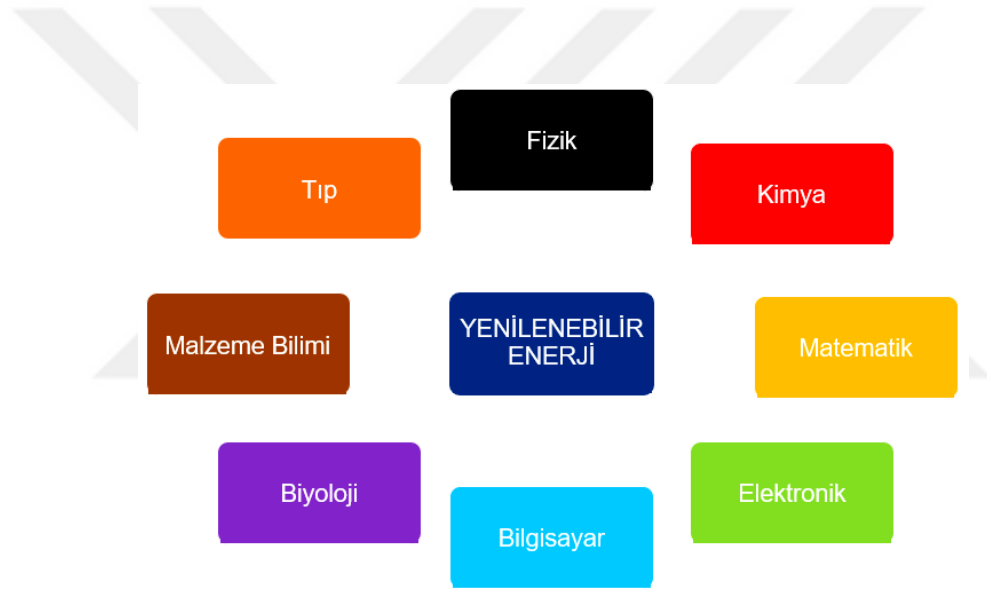 Fizik
Tıp
Kimya
Malzeme Bilimi
YENİLENEBİLİR
ENERJİ
Matematik
Biyoloji
Elektronik
Bilgisayar